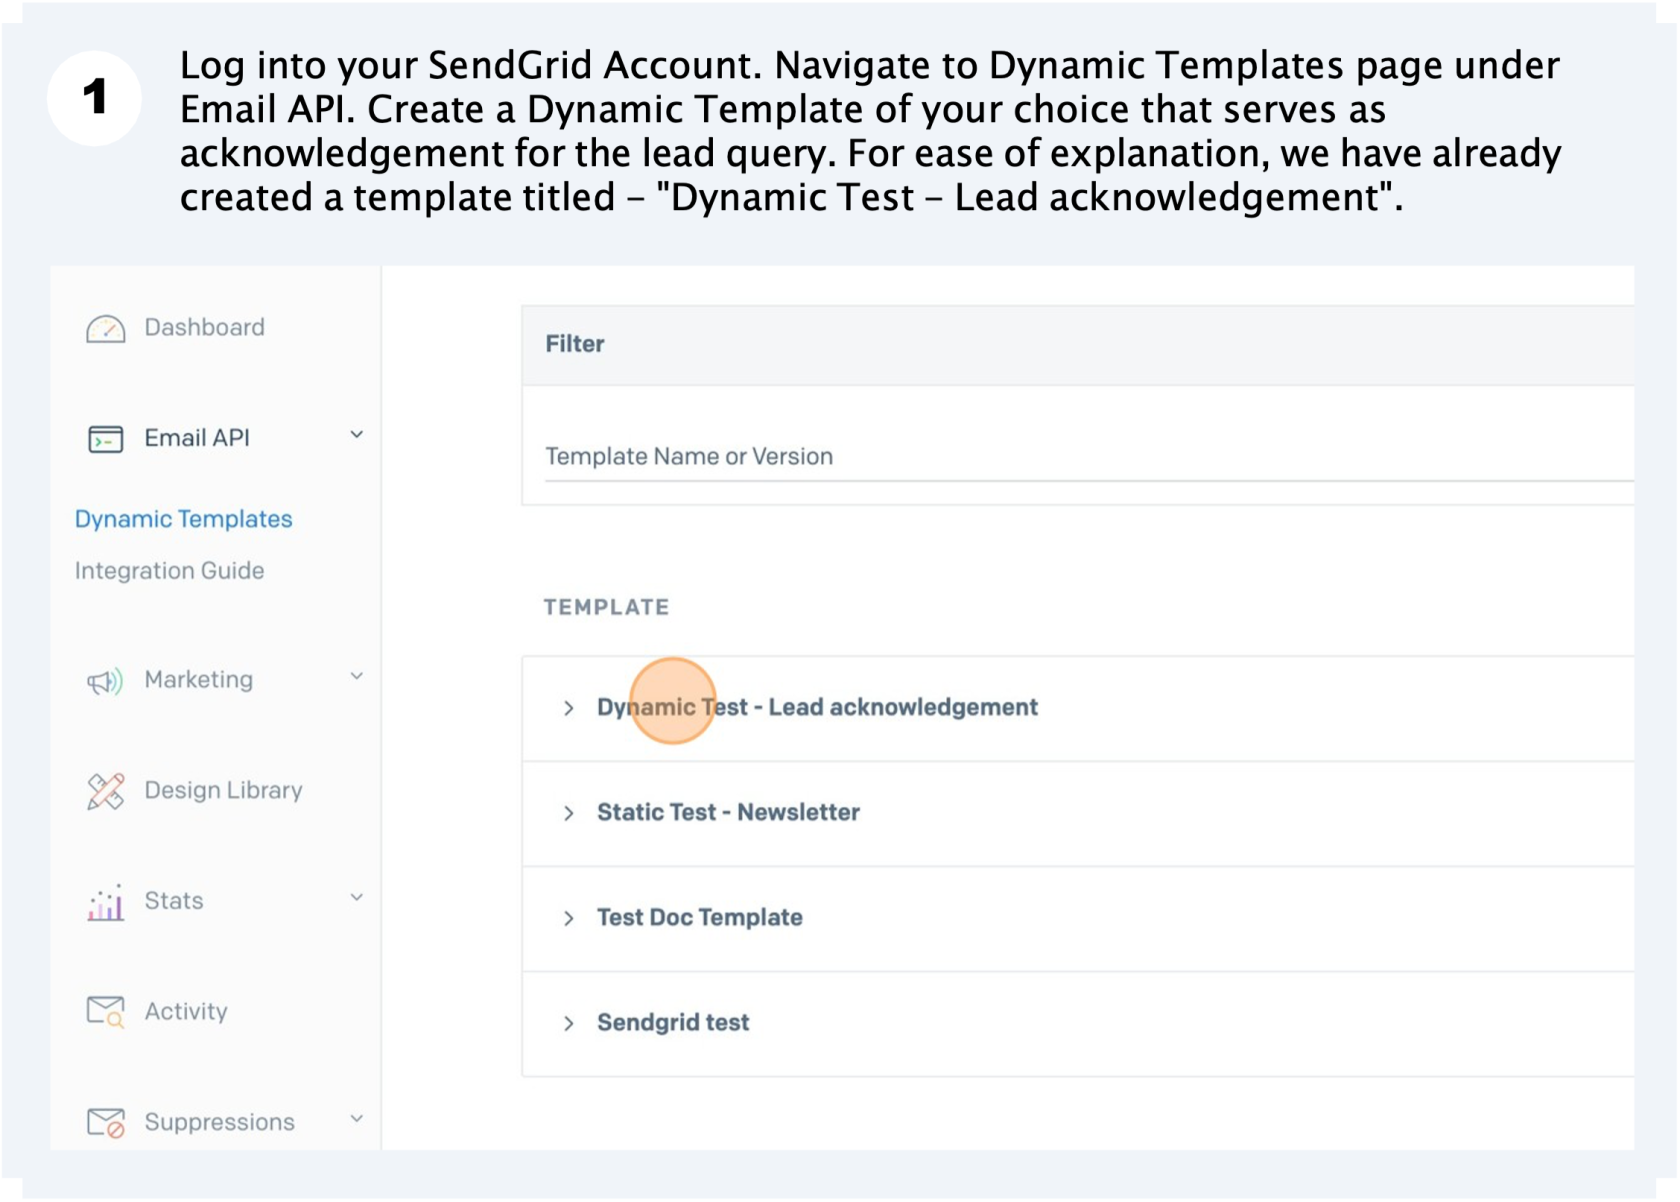 1
Log into your SendGrid Account. Navigate to Dynamic Templates page under
Email API. Create a Dynamic Template of your choice that serves as
acknowledgement for the lead query. For ease of explanation, we have already
created a template titled – "Dynamic Test – Lead acknowledgement".
Dashboard
Email API
Dynamic Templates
Integration Guide
Marketing
Design Library
Stats
Activity
Suppressions
Filter
Template Name or Version
TEMPLATE
Dynamic Test - Lead acknowledgement
Static Test - Newsletter
Test Doc Template
Sendgrid test